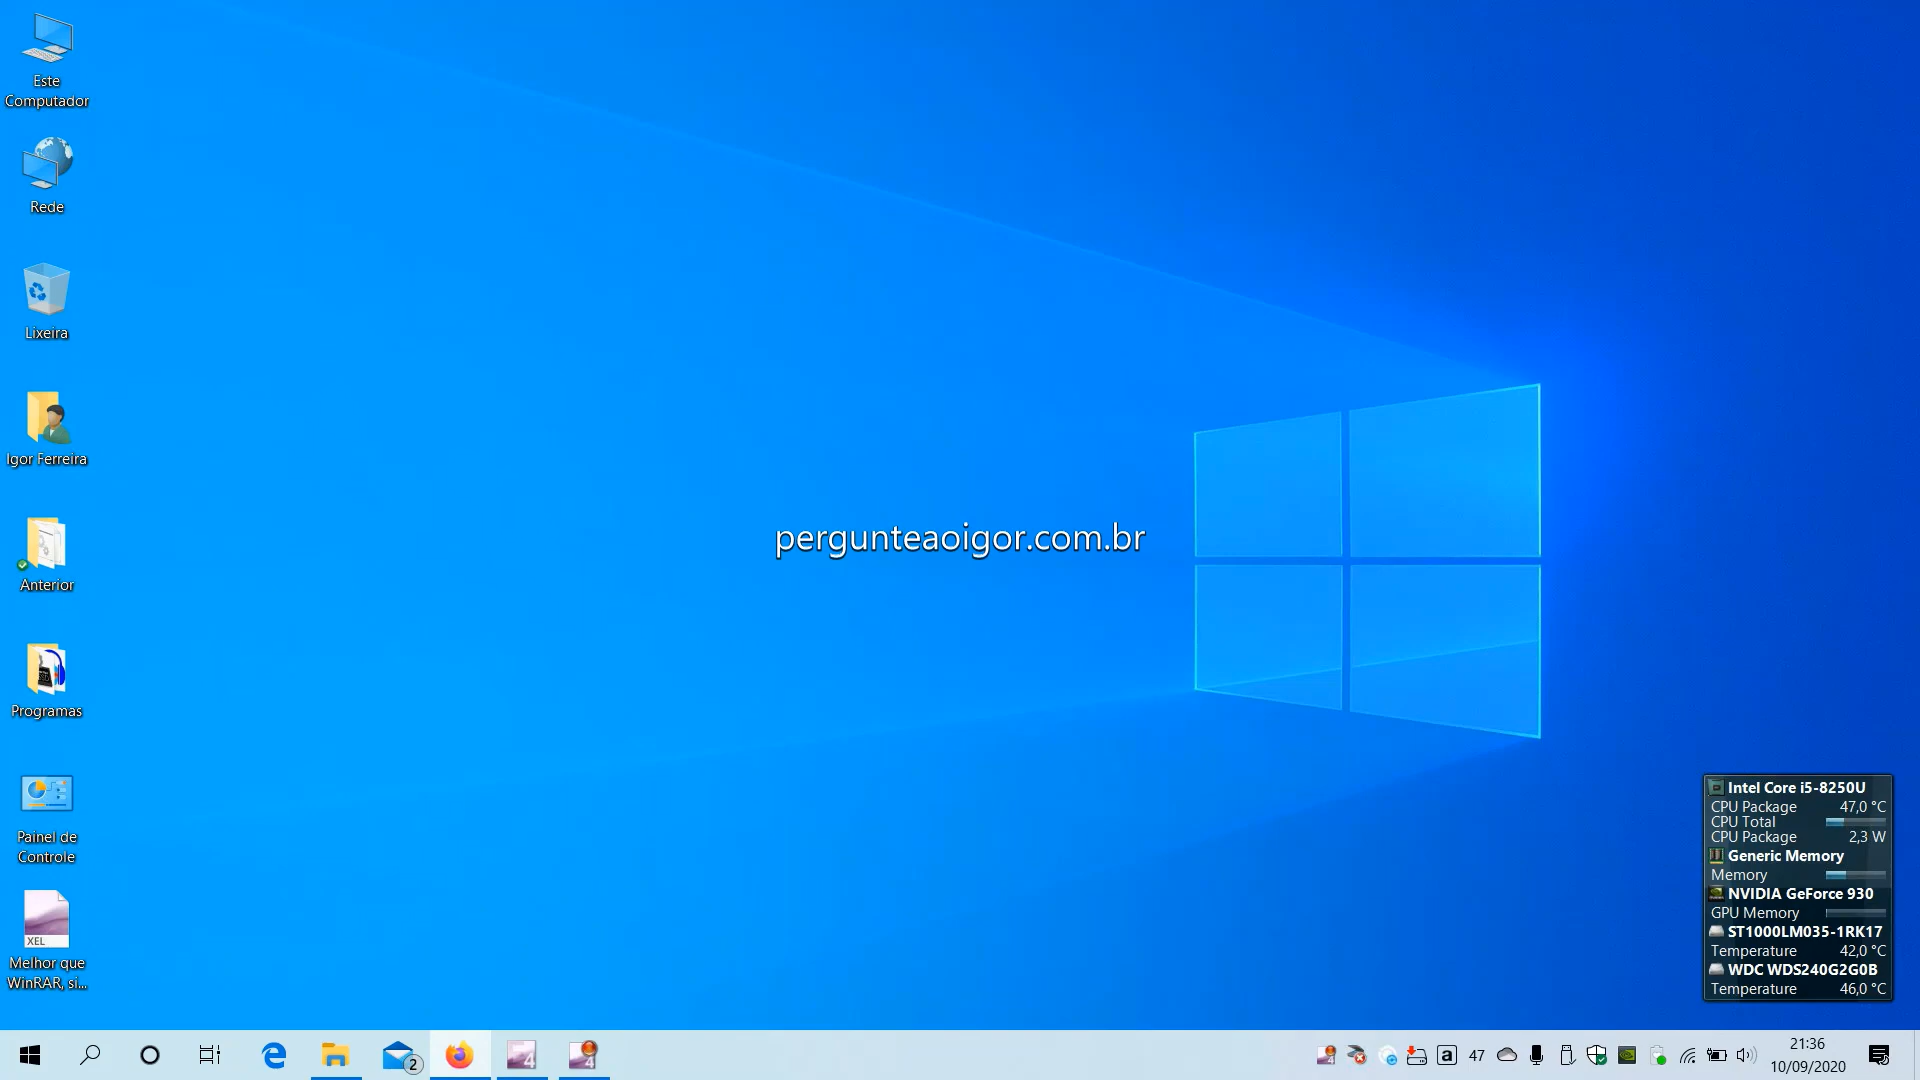 Este
Computador
Rede
Lixeira
Igor Ferreira
Anterior
Programas
Painel de
Controle
XEL
Melhor que
WinRAR, si...
pergunteaoigor.com.br
Intel Core i5-8250U
CPU Package 47,0 °C
CPU Total
CPU Package 2,3 W
Generic Memory
Memory
NVIDIA GeForce 930
GPU Memory
ST1000LM035-1RK17
Temperature 42,0 °C
WDC WDS240G2G0B
Temperature 46,0 °C
2
4
4
a
47
21:36
10/09/2020